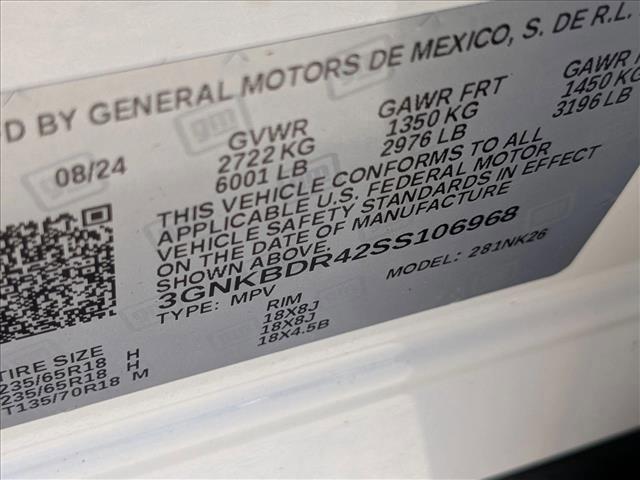 D BY GENERAL MOTORS DE MEXICO, S. DE R.L.
08/24
GVWR
2722 KG
6001 LB
GAWR FRT
1350 KG
2976 LB
GAWR
1450 KG
3196 LB
THIS VEHICLE CONFORMS TO ALL
APPLICABLE U.S. FEDERAL MOTOR
VEHICLE SAFETY STANDARDS IN EFFECT
ON THE DATE OF MANUFACTURE
SHOWN ABOVE.
3GNKBDR42SS106968
TYPE: MPV
MODEL: 281NK26
TIRE SIZE
235/65R18 H
235/65R18 H
T135/70R18 M
RIM
18X8J
18X8J
18X4.5B
gm
gm